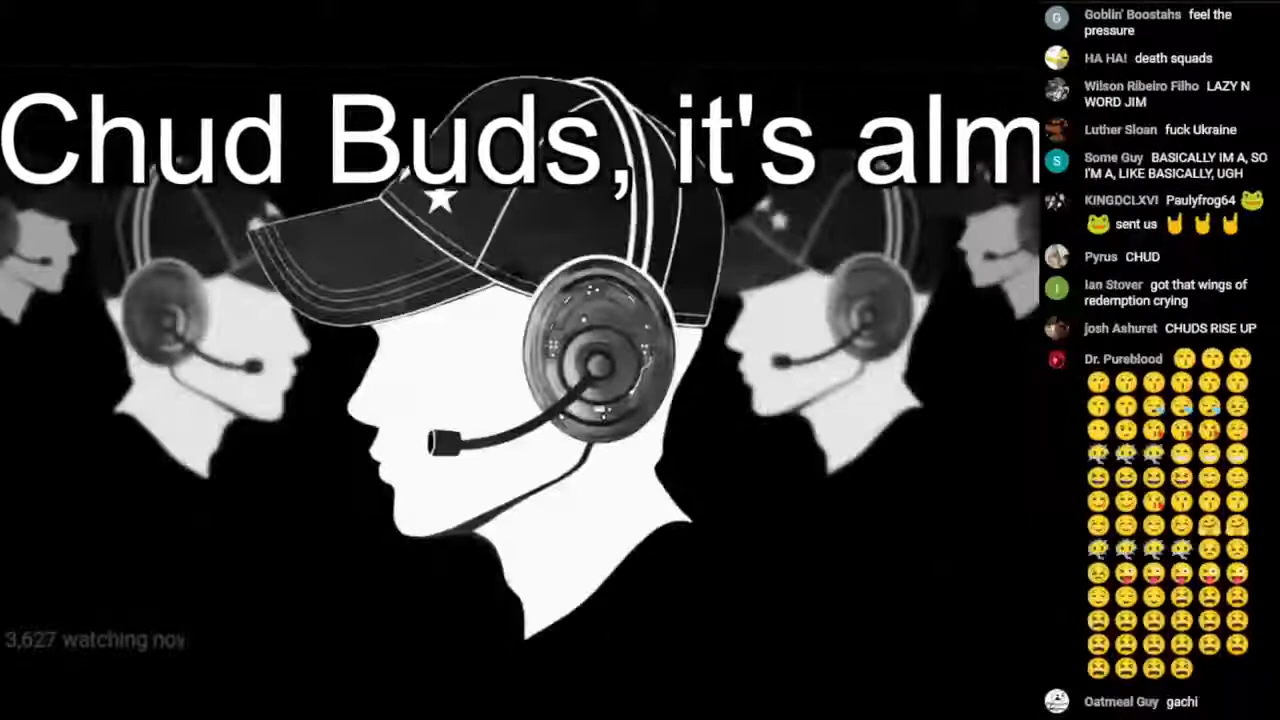 Chud Buds, it's alm
3,627 watching now
G
Goblin' Boostahs feel the
pressure
HA HA! death squads
Wilson Ribeiro Filho LAZY N
WORD JIM
Luther Sloan fuck Ukraine
S
Some Guy BASICALLY IM A, SO
I'M A, LIKE BASICALLY, UGH
KINGDCLXVI Paulyfrog64 🐸
🐸 sent us 🤘 🤘 🤘
Pyrus CHUD
I
Ian Stover got that wings of
redemption crying
josh Ashurst CHUDS RISE UP
Dr. Pureblood
Oatmeal Guy gachi